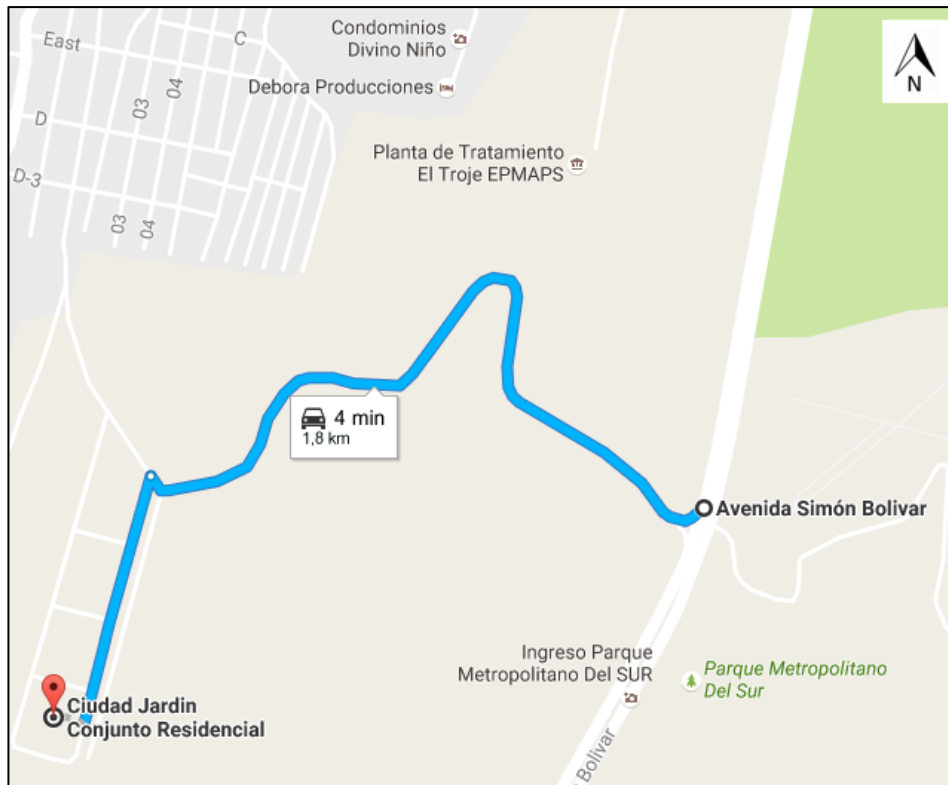 Condominios
Divino Niño
N
East
C
Debora Producciones
03
04
D
Planta de Tratamiento
El Troje EPMAPS
D-3
03
04
4 min
1,8 km
Avenida Simón Bolivar
Ingreso Parque
Metropolitano Del SUR
Parque Metropolitano
Del Sur
Ciudad Jardin
Conjunto Residencial
Bolivar